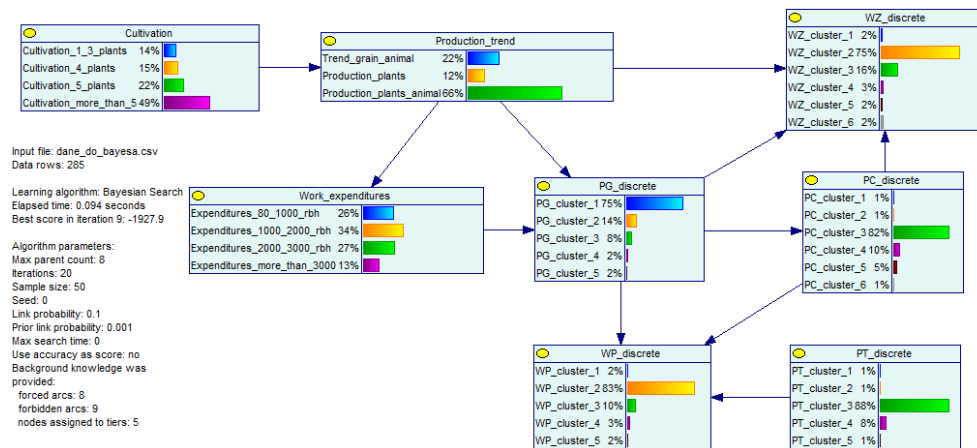 Cultivation
Cultivation_1_3_plants 14%
Cultivation_4_plants 15%
Cultivation_5_plants 22%
Cultivation_more_than_5 49%
Production_trend
Trend_grain_animal 22%
Production_plants 12%
Production_plants_animal 66%
WZ_discrete
WZ_cluster_1 2%
WZ_cluster_2 75%
WZ_cluster_3 16%
WZ_cluster_4 3%
WZ_cluster_5 2%
WZ_cluster_6 2%
Input file: dane_do_bayesa.csv
Data rows: 285
Learning algorithm: Bayesian Search
Elapsed time: 0.094 seconds
Best score in iteration 9: -1927.9
Algorithm parameters:
Max parent count: 8
Iterations: 20
Sample size: 50
Seed: 0
Link probability: 0.1
Prior link probability: 0.001
Max search time: 0
Use accuracy as score: no
Background knowledge was
provided:
forced arcs: 8
forbidden arcs: 9
nodes assigned to tiers: 5
Work_expenditures
Expenditures_80_1000_rbh 26%
Expenditures_1000_2000_rbh 34%
Expenditures_2000_3000_rbh 27%
Expenditures_more_than_3000 13%
PG_discrete
PG_cluster_1 75%
PG_cluster_2 14%
PG_cluster_3 8%
PG_cluster_4 2%
PG_cluster_5 2%
PC_discrete
PC_cluster_1 1%
PC_cluster_2 1%
PC_cluster_3 82%
PC_cluster_4 10%
PC_cluster_5 5%
PC_cluster_6 1%
WP_discrete
WP_cluster_1 2%
WP_cluster_2 83%
WP_cluster_3 10%
WP_cluster_4 3%
WP_cluster_5 2%
PT_discrete
PT_cluster_1 1%
PT_cluster_2 1%
PT_cluster_3 88%
PT_cluster_4 8%
PT_cluster_5 1%